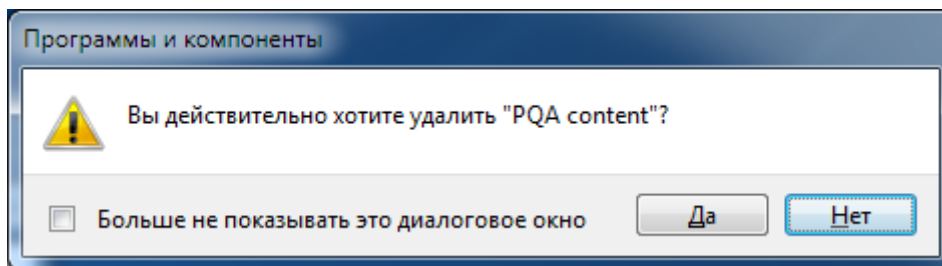 Программы и компоненты
Вы действительно хотите удалить "PQA content"?
Больше не показывать это диалоговое окно
Да
Нет